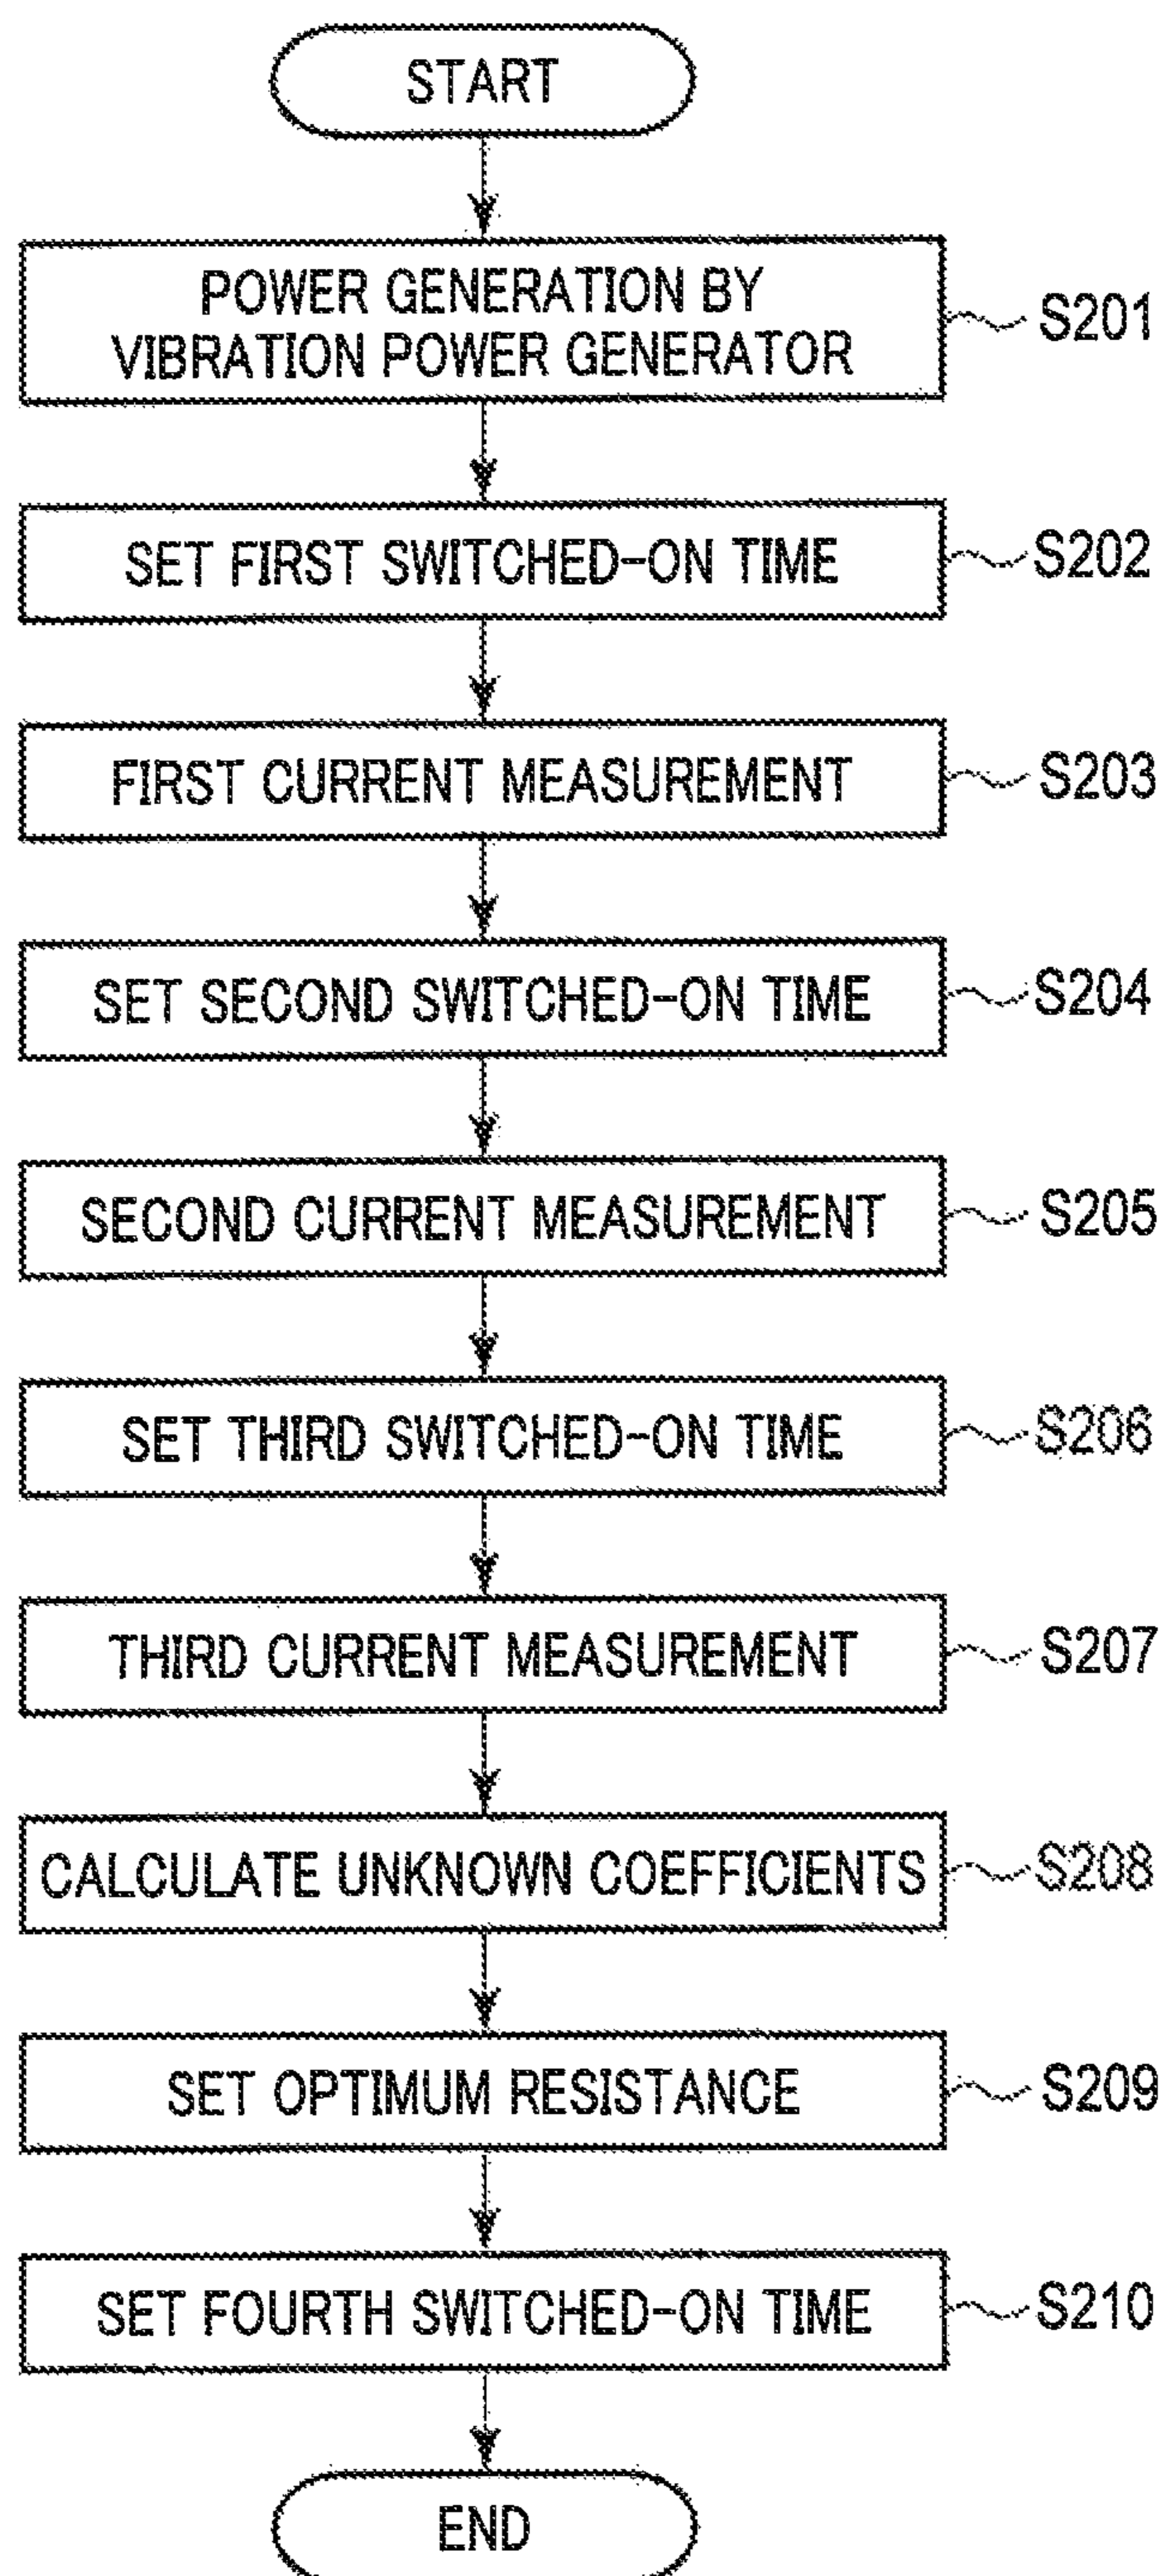 START
POWER GENERATION BY
VIBRATION POWER GENERATOR
S201
SET FIRST SWITCHED-ON TIME
S202
FIRST CURRENT MEASUREMENT
S203
SET SECOND SWITCHED-ON TIME
S204
SECOND CURRENT MEASUREMENT
S205
SET THIRD SWITCHED-ON TIME
S206
THIRD CURRENT MEASUREMENT
S207
CALCULATE UNKNOWN COEFFICIENTS
S208
SET OPTIMUM RESISTANCE
S209
SET FOURTH SWITCHED-ON TIME
S210
END